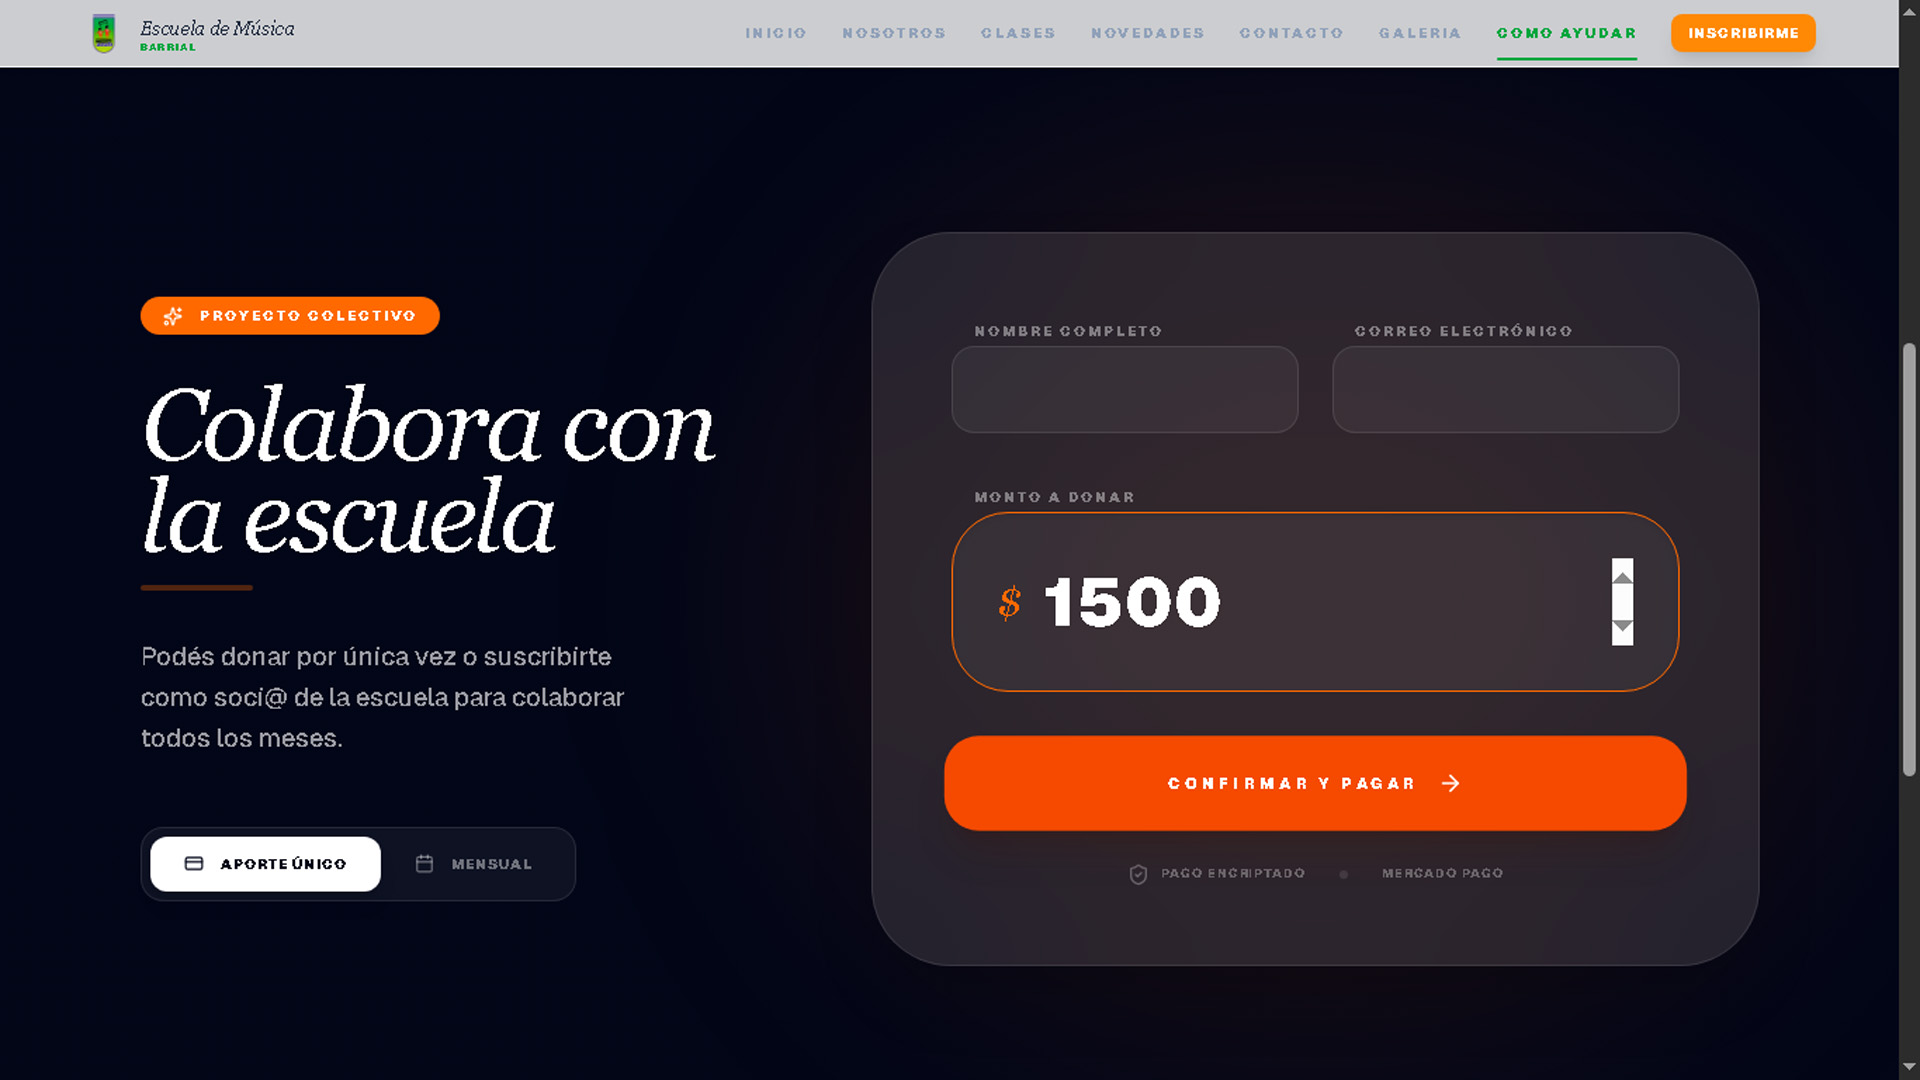 Escuela de Música
BARRIAL
INICIO
NOSOTROS
CLASES
NOVEDADES
CONTACTO
GALERIA
COMO AYUDAR
INSCRIBIRME
PROYECTO COLECTIVO
Colabora con
la escuela
Podés donar por única vez o suscribirte
como soci@ de la escuela para colaborar
todos los meses.
APORTE ÚNICO
MENSUAL
NOMBRE COMPLETO
CORREO ELECTRÓNICO
MONTO A DONAR
$ 1500
CONFIRMAR Y PAGAR
PAGO ENCRIPTADO
MERCADO PAGO